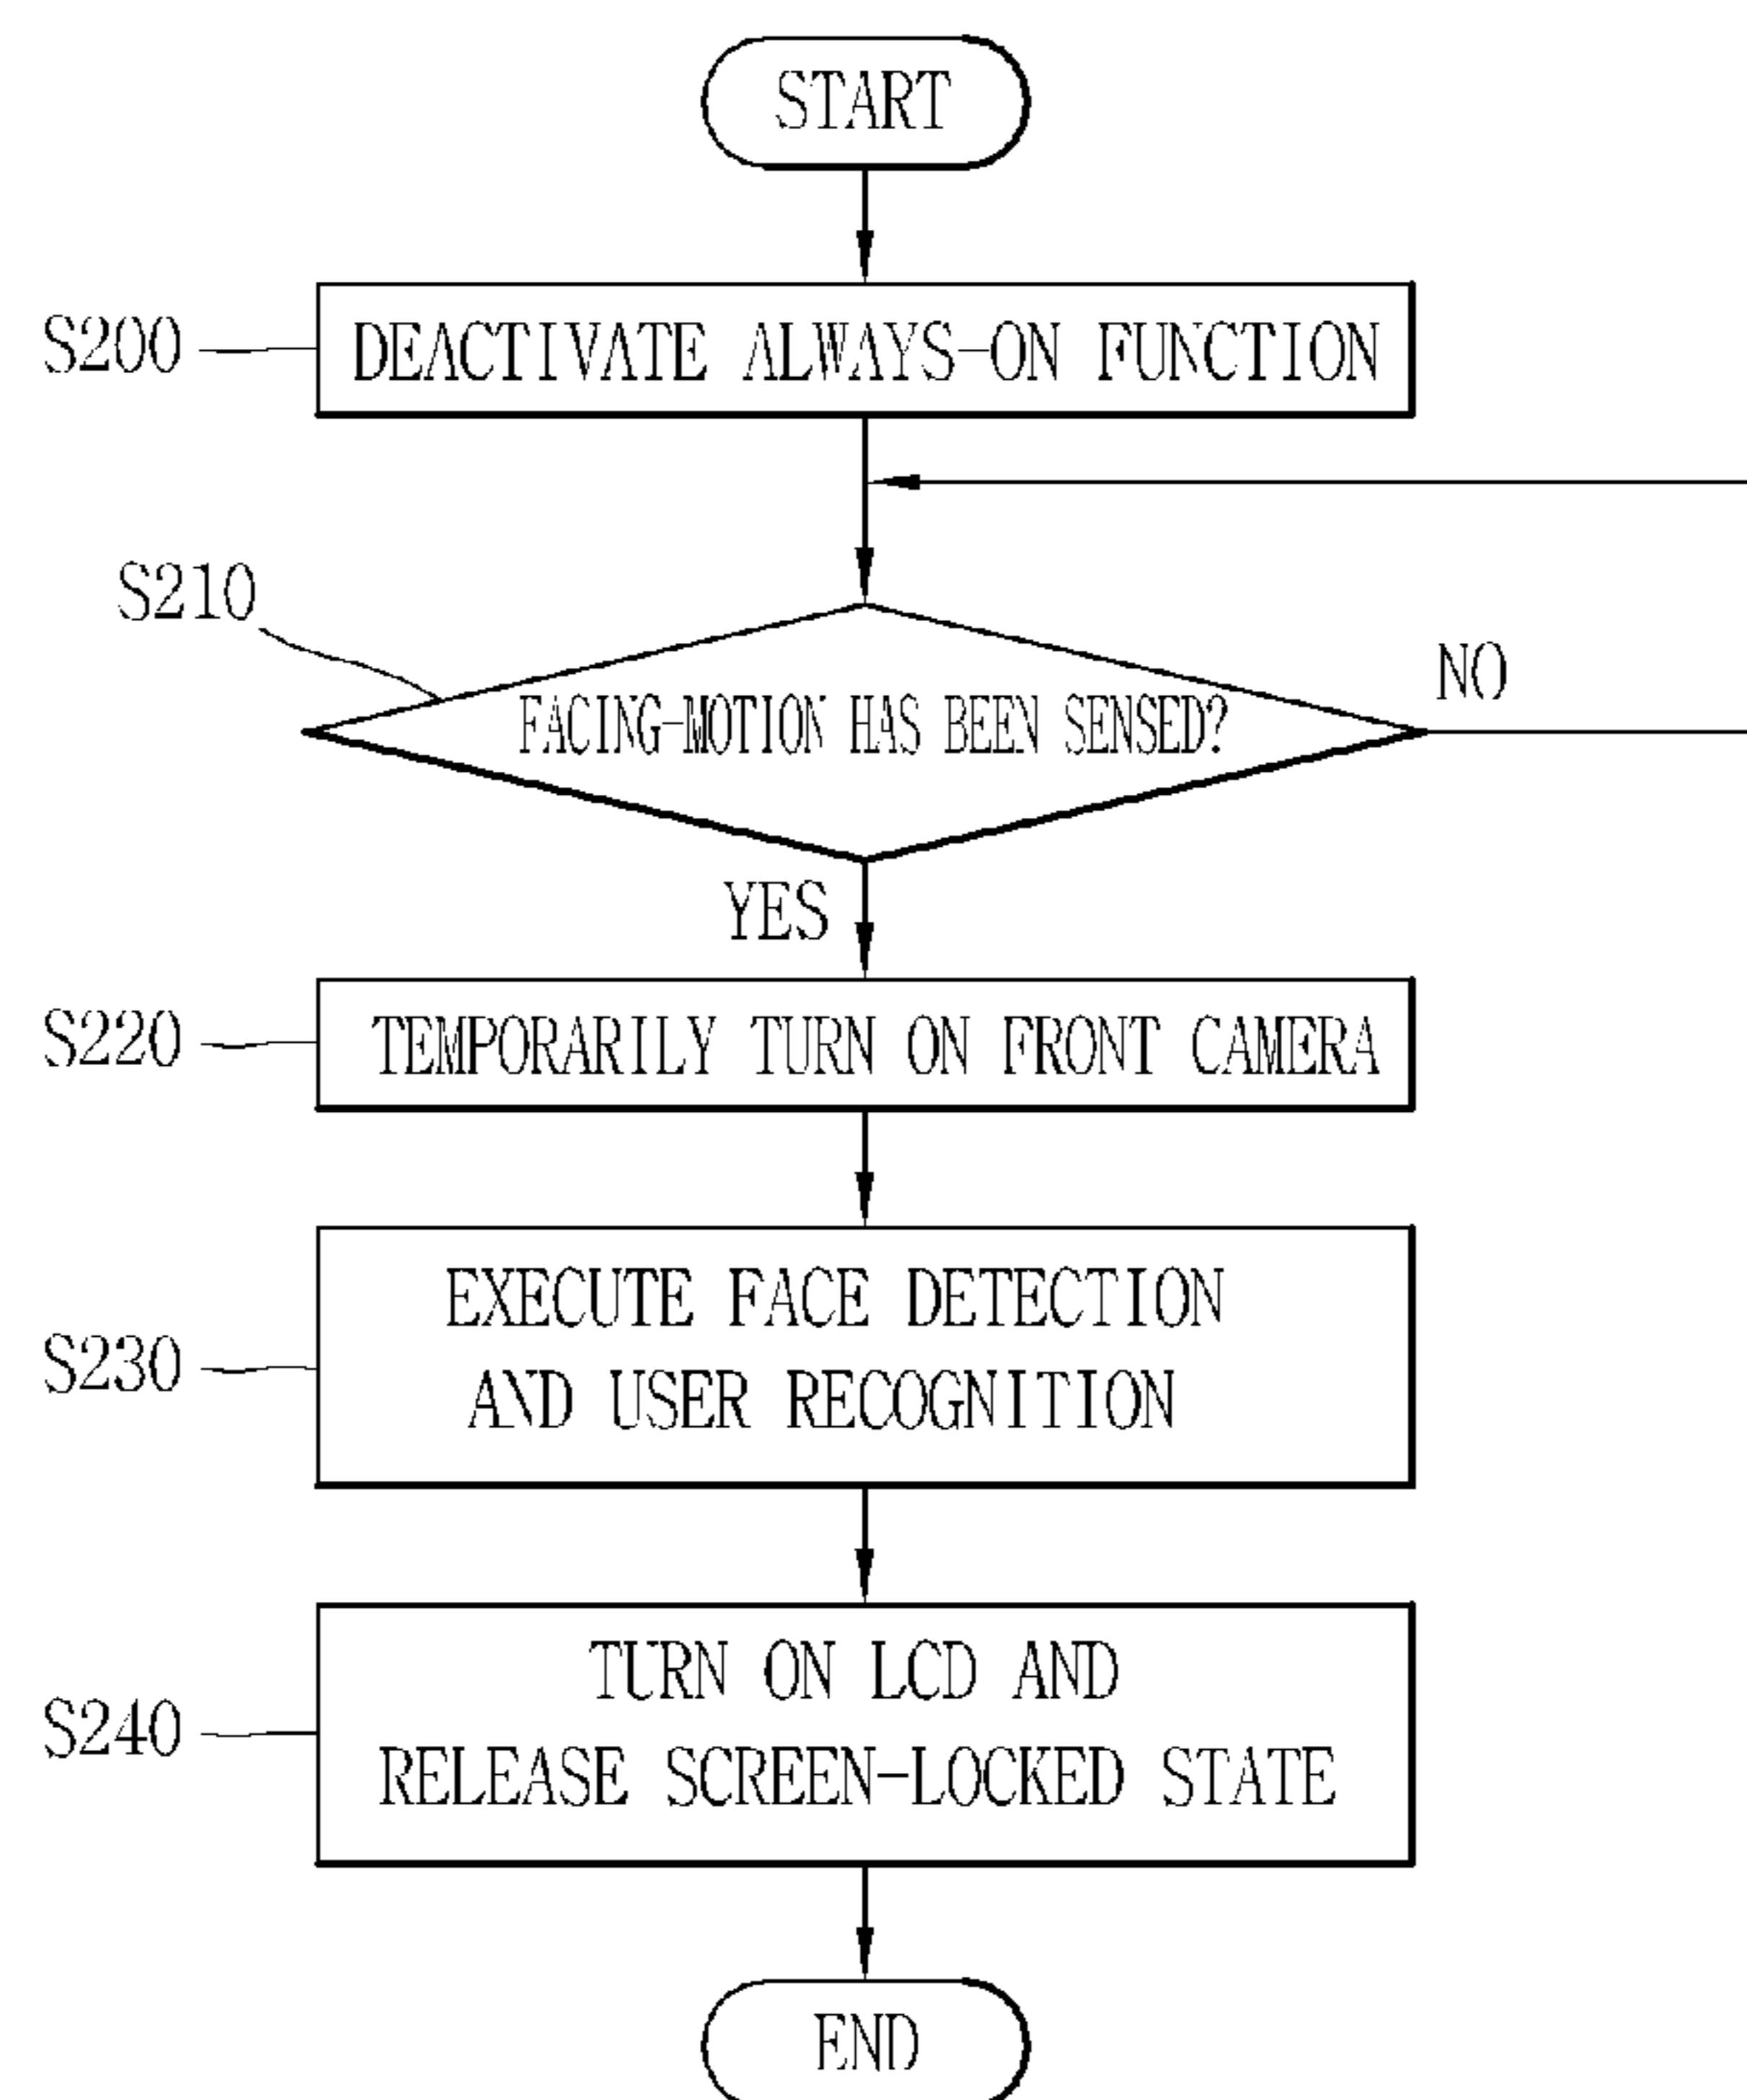 START
S200
DEACTIVATE ALWAYS-ON FUNCTION
S210
FACING-MOTION HAS BEEN SENSED?
NO
YES
S220
TEMPORARILY TURN ON FRONT CAMERA
S230
EXECUTE FACE DETECTION
AND USER RECOGNITION
S240
TURN ON LCD AND
RELEASE SCREEN-LOCKED STATE
END